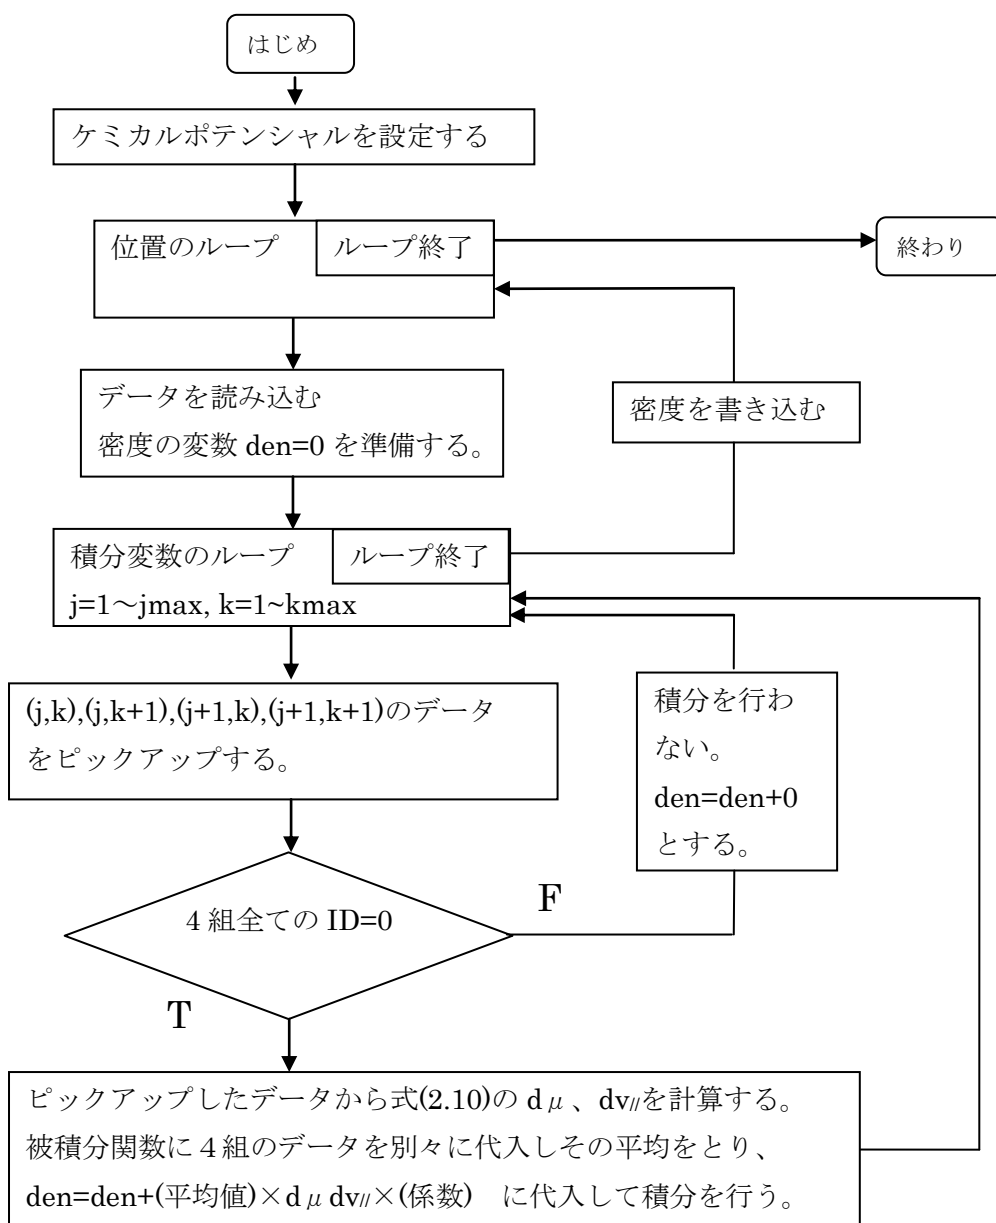 はじめ
ケミカルポテンシャルを設定する
位置のループ
ループ終了
終わり
データを読み込む
密度の変数 den=0 を準備する。
密度を書き込む
積分変数のループ
ループ終了
j=1～jmax, k=1~kmax
(j,k),(j,k+1),(j+1,k),(j+1,k+1)のデータ
をピックアップする。
積分を行わ
ない。
den=den+0
とする。
4 組全ての ID=0
F
T
ピックアップしたデータから式(2.10)の dμ、dv//を計算する。
被積分関数に 4 組のデータを別々に代入しその平均をとり、
den=den+(平均値)×dμdv//×(係数)　に代入して積分を行う。